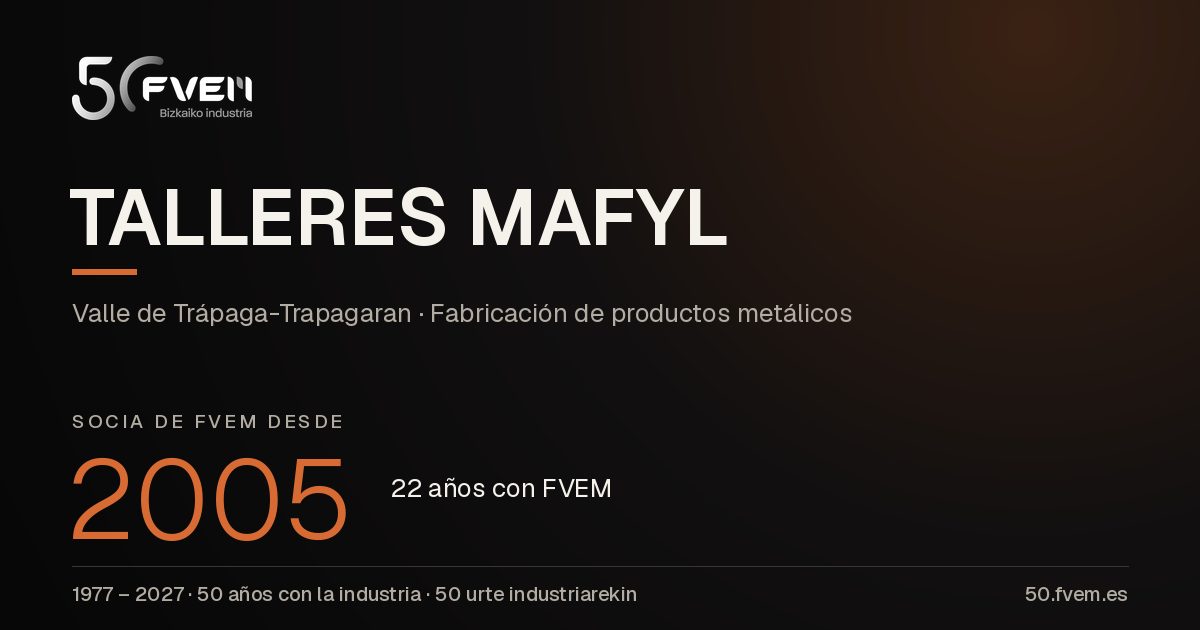 50 FVEM
Bizkaiko industria
TALLERES MAFYL
Valle de Trápaga-Trapagaran · Fabricación de productos metálicos
SOCIA DE FVEM DESDE
2005
22 años con FVEM
1977 – 2027 · 50 años con la industria · 50 urte industriarekin
50.fvem.es